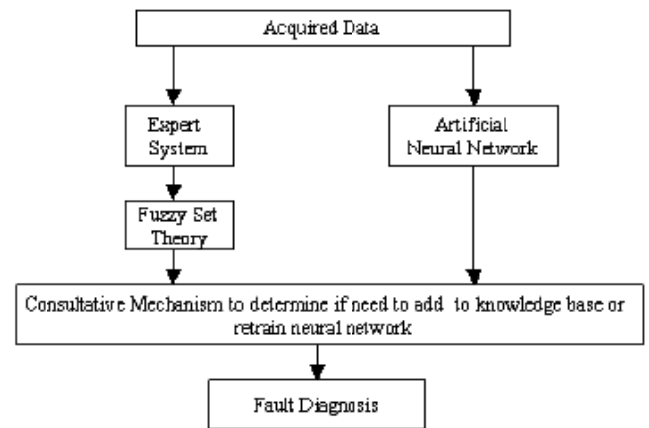 Acquired Data
Expert
System
Artificial
Neural Network
Fuzzy Set
Theory
Consultative Mechanism to determine if need to add to knowledge base or
retrain neural network
Fault Diagnosis